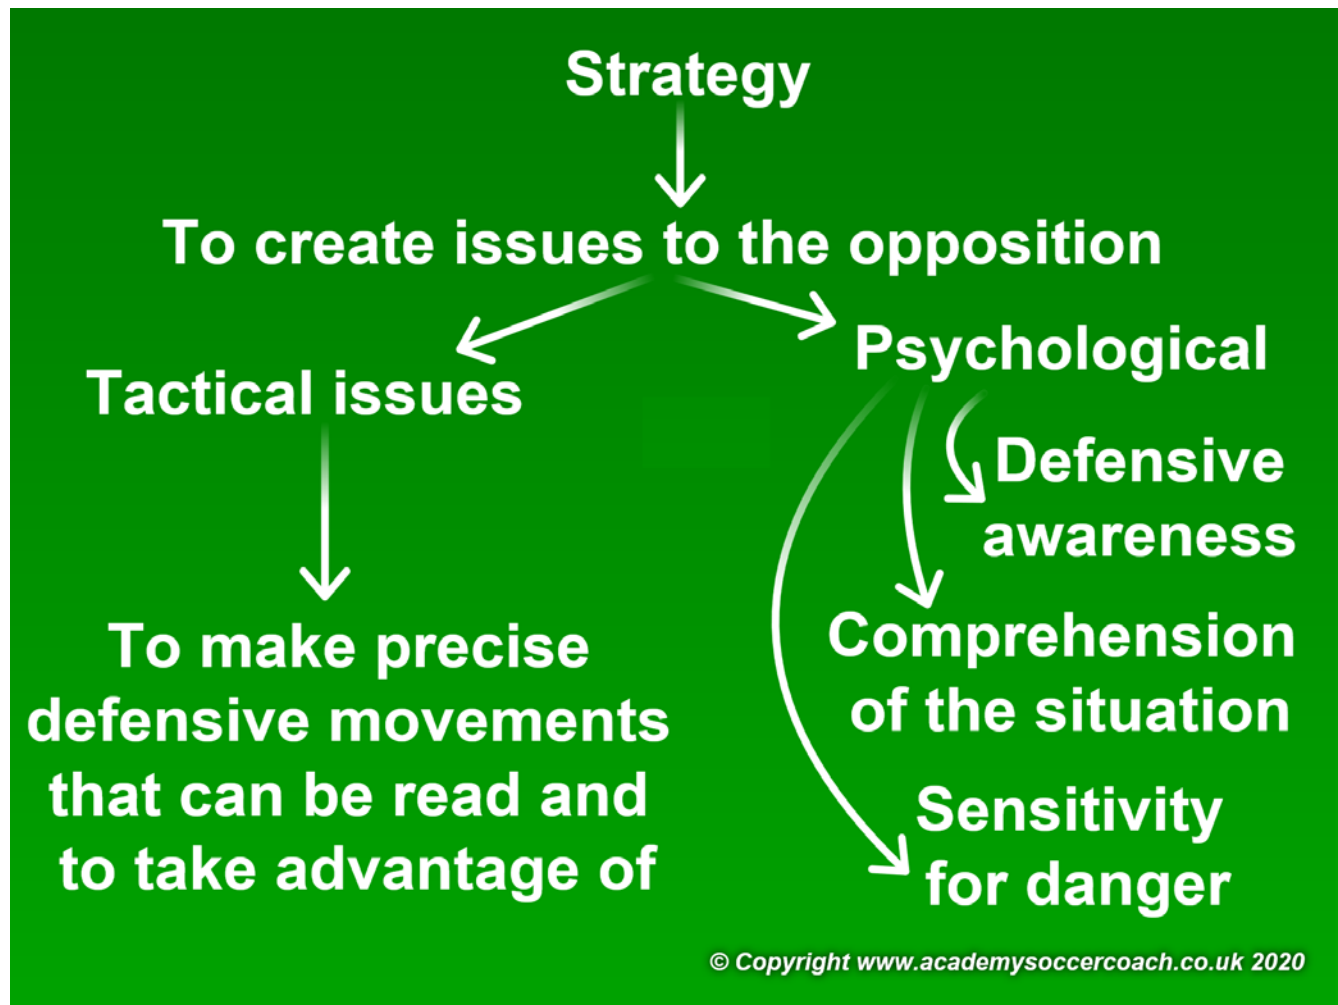 Strategy
To create issues to the opposition
Tactical issues
To make precise
defensive movements
that can be read and
to take advantage of
Psychological
Defensive
awareness
Comprehension
of the situation
Sensitivity
for danger
© Copyright www.academysoccercoach.co.uk 2020